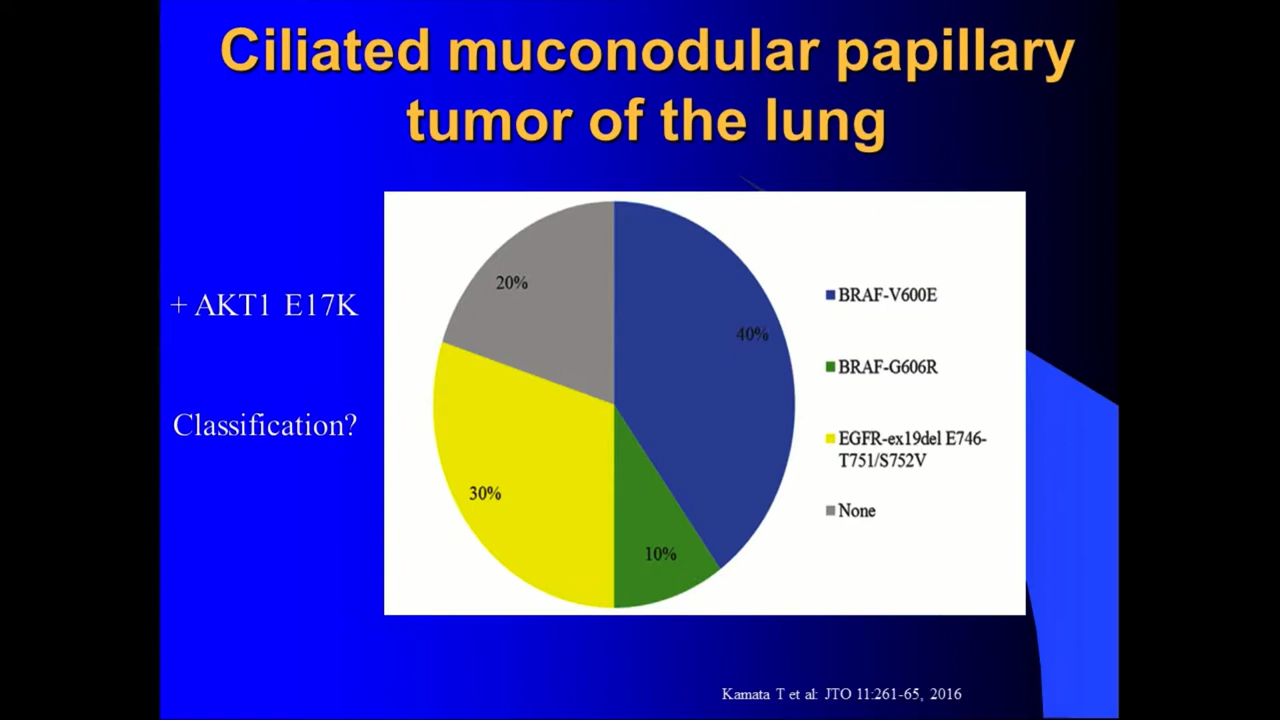 Ciliated muconodular papillary
tumor of the lung
+ AKT1 E17K
Classification?
20%
40%
30%
10%
BRAF-V600E
BRAF-G606R
EGFR-ex19del E746-
T751/S752V
None
Kamata T et al: JTO 11:261-65, 2016